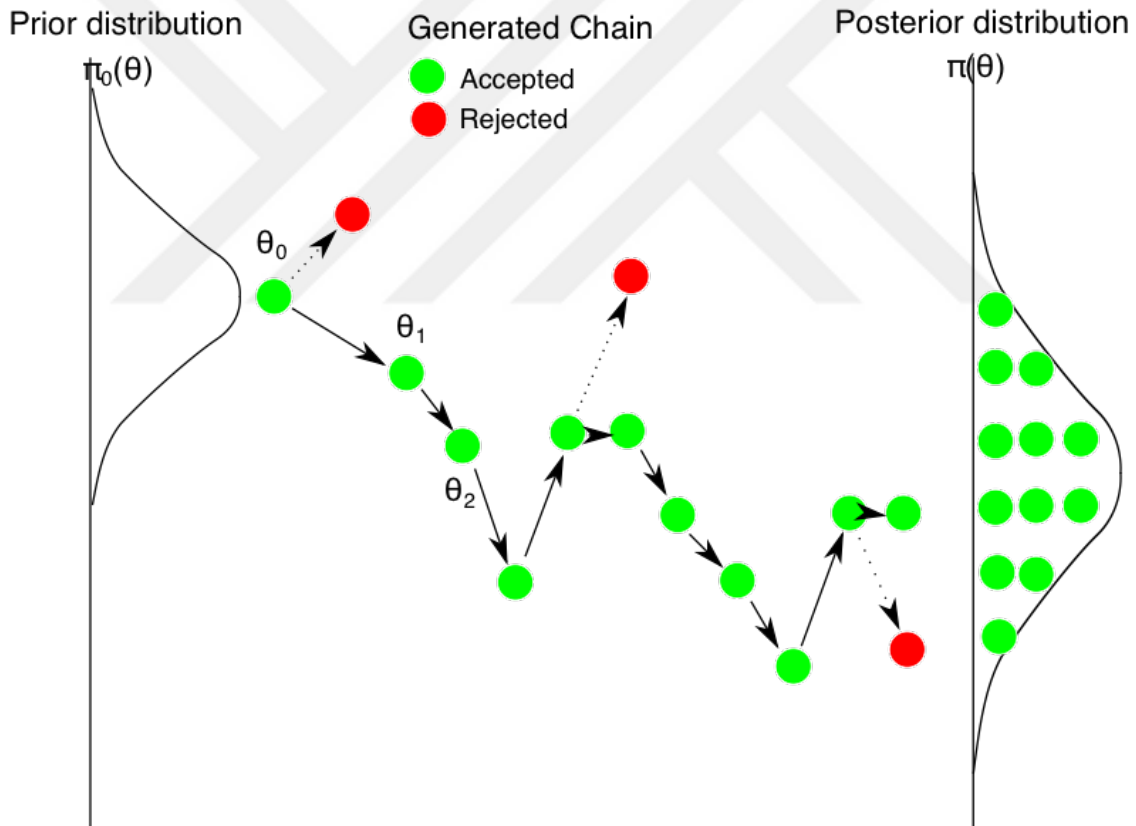 Prior distribution
π₀(θ)
Generated Chain
Accepted
Rejected
Posterior distribution
π(θ)
θ₀
θ₁
θ₂